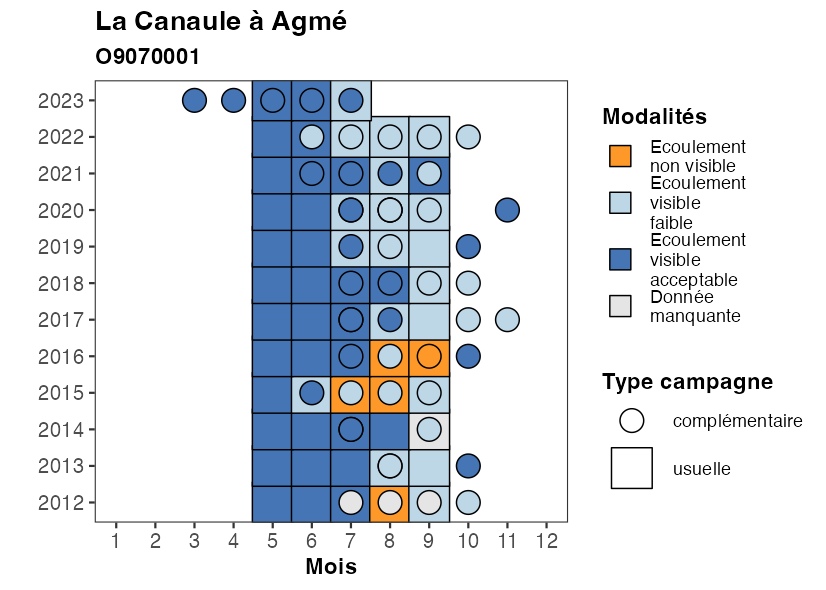 La Canaule à Agmé
O9070001
2023
2022
2021
2020
2019
2018
2017
2016
2015
2014
2013
2012
1 2 3 4 5 6 7 8 9 10 11 12
Mois
Modalités
Ecoulement
non visible
Ecoulement
visible
faible
Ecoulement
visible
acceptable
Donnée
manquante
Type campagne
complémentaire
usuelle